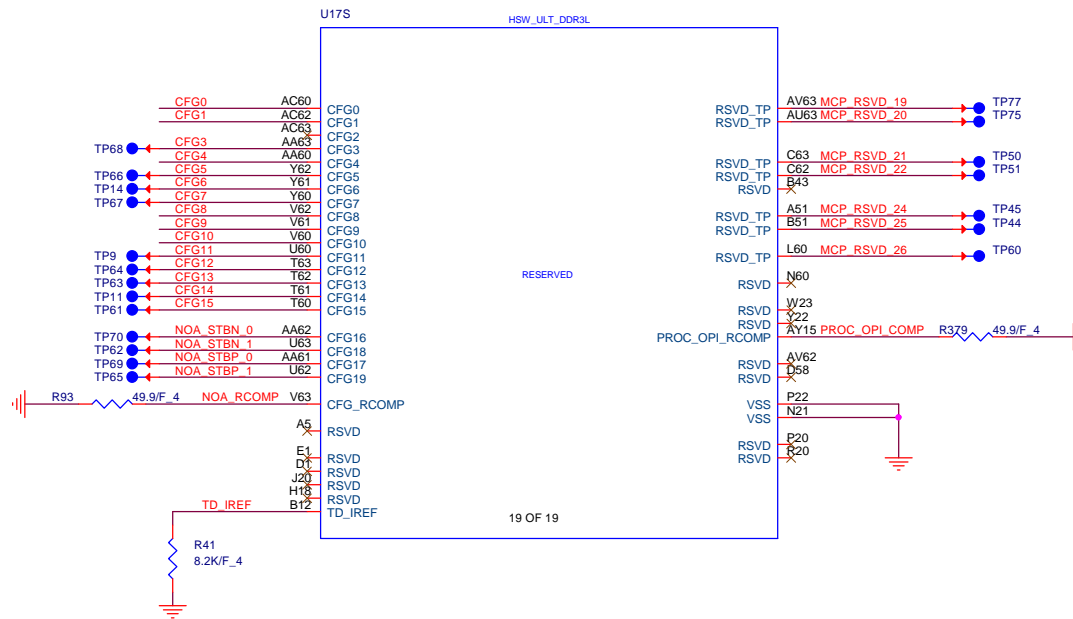 U17S
HSW_ULT_DDR3L
CFG0 AC60 CFG0
CFG1 AC62 CFG1
AC63 CFG2
TP68 CFG3 AA63 CFG3
CFG4 AA60 CFG4
TP66 CFG5 Y62 CFG5
TP14 CFG6 Y61 CFG6
TP67 CFG7 Y60 CFG7
CFG8 V62 CFG8
CFG9 V61 CFG9
CFG10 V60 CFG10
TP9 CFG11 U60 CFG11
TP64 CFG12 T63 CFG12
TP63 CFG13 T62 CFG13
TP11 CFG14 T61 CFG14
TP61 CFG15 T60 CFG15
TP70 NOA_STBN_0 AA62 CFG16
TP62 NOA_STBN_1 U63 CFG18
TP69 NOA_STBP_0 AA61 CFG17
TP65 NOA_STBP_1 U62 CFG19
R93 49.9/F_4 NOA_RCOMP V63 CFG_RCOMP
A5 RSVD
E1 RSVD
D1 RSVD
J20 RSVD
H18 RSVD
TD_IREF B12 TD_IREF
R41
8.2K/F_4
RESERVED
19 OF 19
RSVD_TP AV63 MCP_RSVD_19 TP77
RSVD_TP AU63 MCP_RSVD_20 TP75
RSVD_TP C63 MCP_RSVD_21 TP50
RSVD_TP C62 MCP_RSVD_22 TP51
RSVD B43
RSVD_TP A51 MCP_RSVD_24 TP45
RSVD_TP B51 MCP_RSVD_25 TP44
RSVD_TP L60 MCP_RSVD_26 TP60
RSVD N60
RSVD W23
RSVD Y22
PROC_OPI_RCOMP AY15 PROC_OPI_COMP R379 49.9/F_4
RSVD AV62
RSVD D58
VSS P22
VSS N21
RSVD P20
RSVD R20